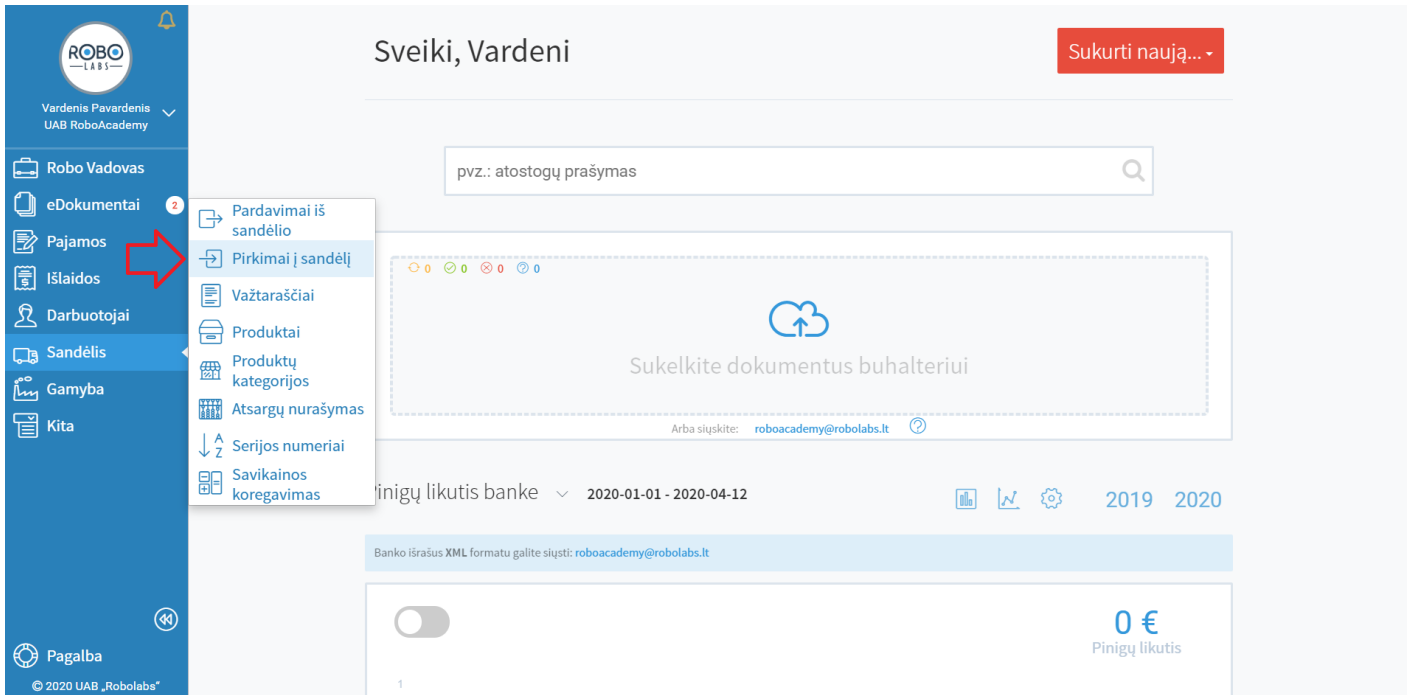 ROBO
LABS
Vardenis Pavardenis
UAB RoboAcademy
Robo Vadovas
eDokumentai 2
Pajamos
Išlaidos
Darbuotojai
Sandėlis
Gamyba
Kita
Pagalba
© 2020 UAB „Robolabs“
Pardavimai iš
sandėlio
Pirkimai į sandėlį
Važtaraščiai
Produktai
Produktų
kategorijos
Atsargų nurašymas
A
Z
Serijos numeriai
Savikainos
koregavimas
Sveiki, Vardeni
Sukurti naują...
pvz.: atostogų prašymas
0 0 0 0
Sukelkite dokumentus buhalteriui
Arba siųskite: roboacademy@robolabs.lt
inigų likutis banke 2020-01-01 - 2020-04-12 2019 2020
Banko išrašus XML formatu galite siųsti: roboacademy@robolabs.lt
0 €
Pinigų likutis
1